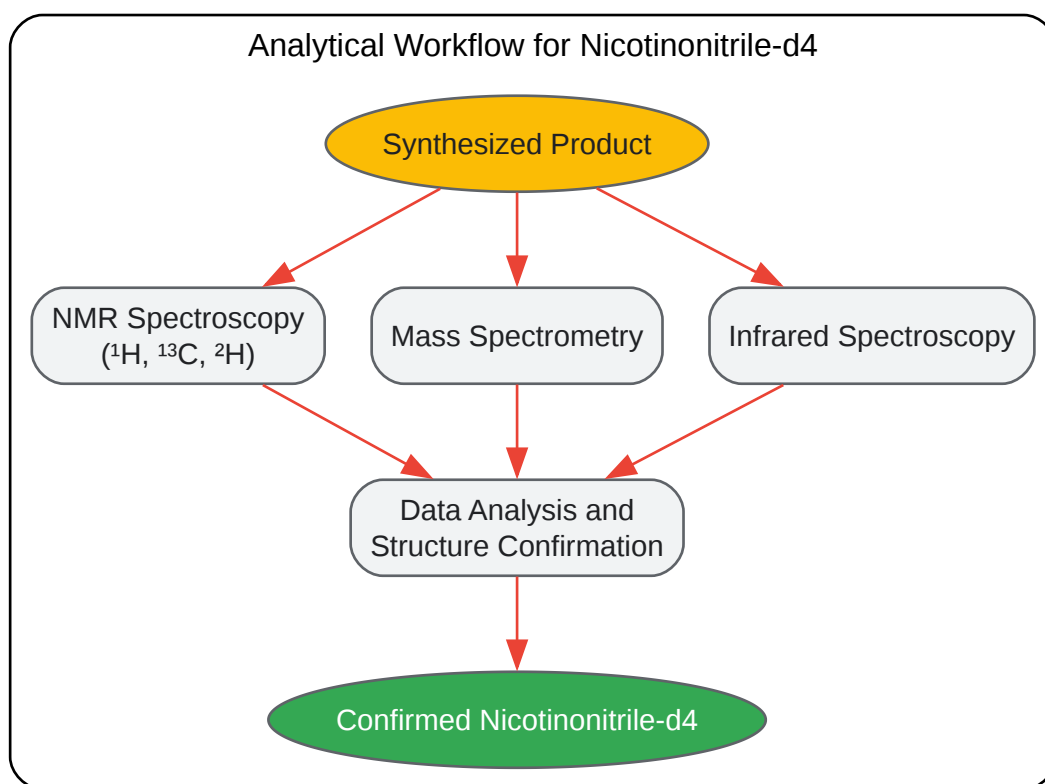 Analytical Workflow for Nicotinonitrile-d4
Synthesized Product
NMR Spectroscopy
(¹H, ¹³C, ²H)
Mass Spectrometry
Infrared Spectroscopy
Data Analysis and
Structure Confirmation
Confirmed Nicotinonitrile-d4